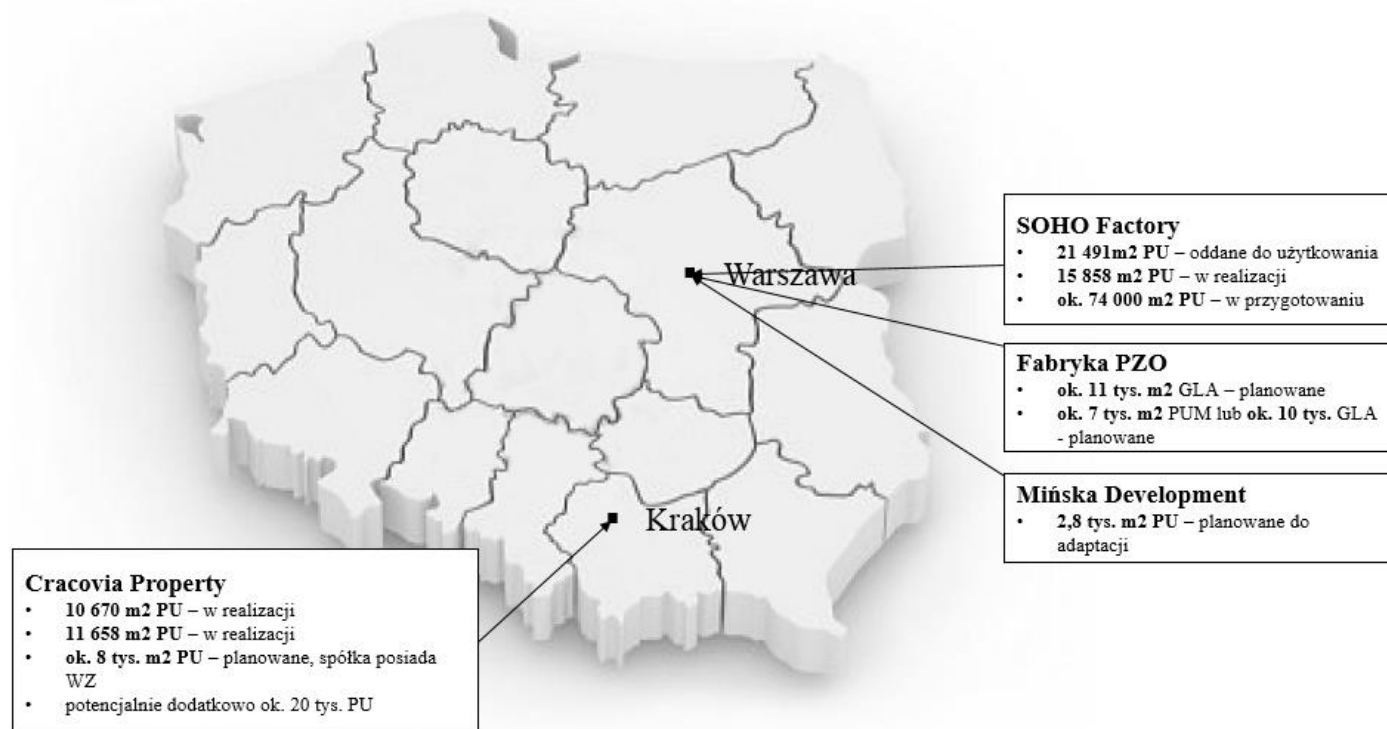 SOHO Factory
• 21 491m2 PU – oddane do użytkowania
• 15 858 m2 PU – w realizacji
• ok. 74 000 m2 PU – w przygotowaniu
Warszawa
Fabryka PZO
• ok. 11 tys. m2 GLA – planowane
• ok. 7 tys. m2 PUM lub ok. 10 tys. GLA
- planowane
Mińska Development
• 2,8 tys. m2 PU – planowane do
adaptacji
Kraków
Cracovia Property
• 10 670 m2 PU – w realizacji
• 11 658 m2 PU – w realizacji
• ok. 8 tys. m2 PU – planowane, spółka posiada
WZ
• potencjalnie dodatkowo ok. 20 tys. PU